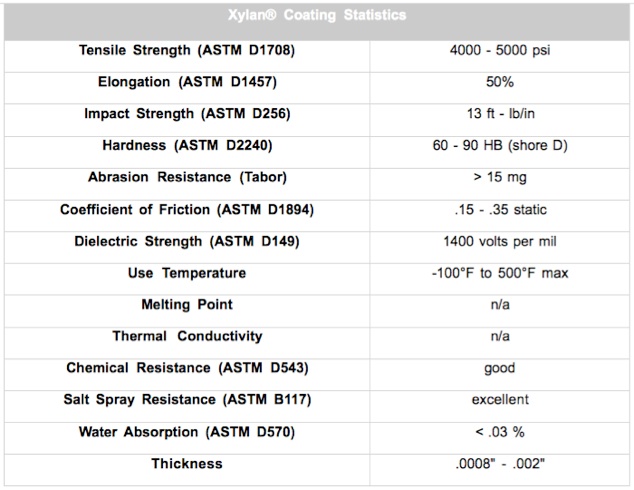 Xylan® Coating Statistics
Tensile Strength (ASTM D1708) 4000 - 5000 psi
Elongation (ASTM D1457) 50%
Impact Strength (ASTM D256) 13 ft - lb/in
Hardness (ASTM D2240) 60 - 90 HB (shore D)
Abrasion Resistance (Tabor) > 15 mg
Coefficient of Friction (ASTM D1894) .15 - .35 static
Dielectric Strength (ASTM D149) 1400 volts per mil
Use Temperature -100°F to 500°F max
Melting Point n/a
Thermal Conductivity n/a
Chemical Resistance (ASTM D543) good
Salt Spray Resistance (ASTM B117) excellent
Water Absorption (ASTM D570) < .03 %
Thickness .0008" - .002"